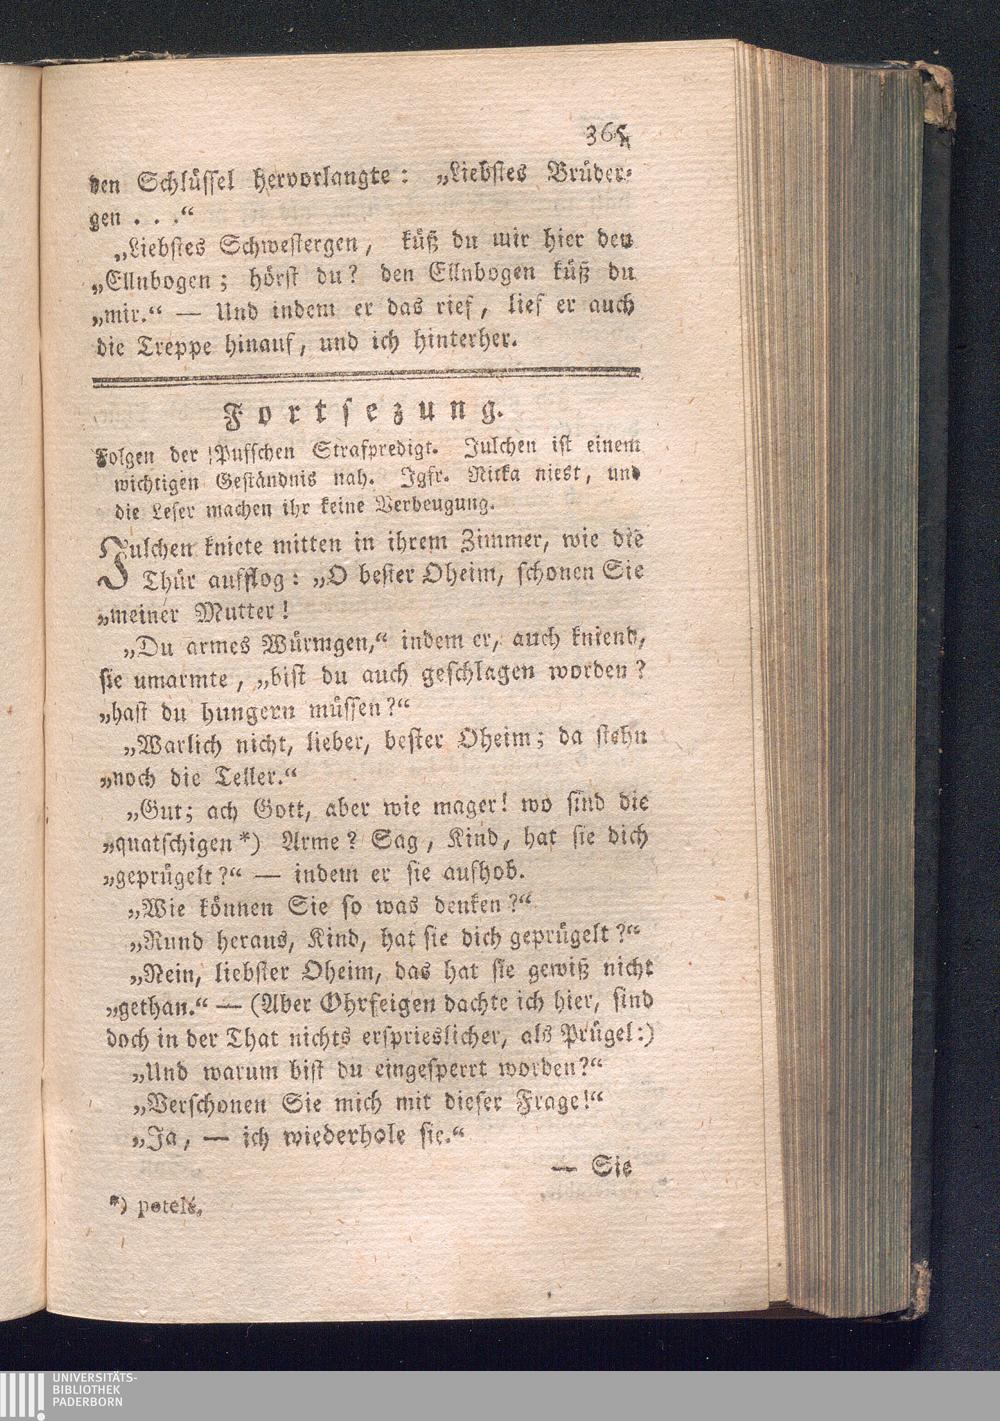 365
den Schlüssel hervorlangte: „Liebstes Brüder-
gen . . .“
„Liebstes Schwestergen, küß du mir hier den
„Ellnbogen; hörst du? den Ellnbogen küß du
„mir.“ — Und indem er das rief, lief er auch
die Treppe hinauf, und ich hinterher.
Fortsezung.
Folgen der Puffschen Strafpredigt. Julchen ist einem
wichtigen Geständnis nah. Jgfr. Nitka niest, und
die Leser machen ihr keine Verbeugung.
Julchen kniete mitten in ihrem Zimmer, wie die
Thür aufflog: „O bester Oheim, schonen Sie
„meiner Mutter!
„Du armes Würmgen,“ indem er, auch kniend,
sie umarmte, „bist du auch geschlagen worden?
„hast du hungern müssen?“
„Warlich nicht, lieber, bester Oheim; da stehn
„noch die Teller.“
„Gut; ach Gott, aber wie mager! wo sind die
„quatschigen*) Arme? Sag, Kind, hat sie dich
„geprügelt?“ — indem er sie aufhob.
„Wie können Sie so was denken?“
„Rund heraus, Kind, hat sie dich geprügelt?“
„Nein, liebster Oheim, das hat sie gewiß nicht
„gethan.“ — (Aber Ohrfeigen dachte ich hier, sind
doch in der That nichts ersprieslicher, als Prügel:)
„Und warum bist du eingesperrt worden?“
„Verschonen Sie mich mit dieser Frage!“
„Ja, — ich wiederhole sie.“
— Sie
*) potelé.
UNIVERSITÄTS-
BIBLIOTHEK
PADERBORN